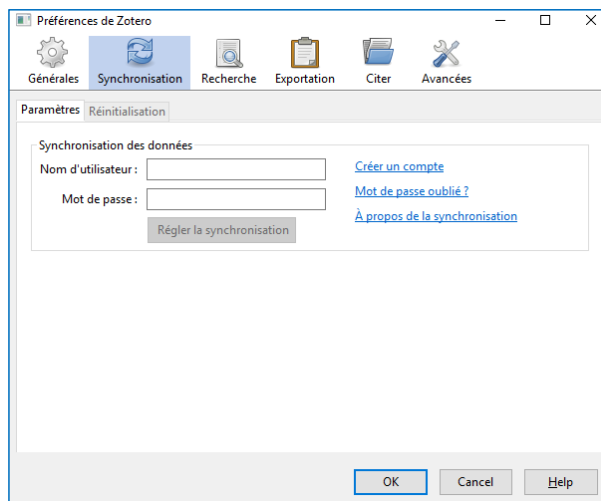 Préférences de Zotero
Générales Synchronisation Recherche Exportation Citer Avancées
Paramètres Réinitialisation
Synchronisation des données
Nom d'utilisateur : Créer un compte
Mot de passe : Mot de passe oublié ?
À propos de la synchronisation
Régler la synchronisation
OK Cancel Help